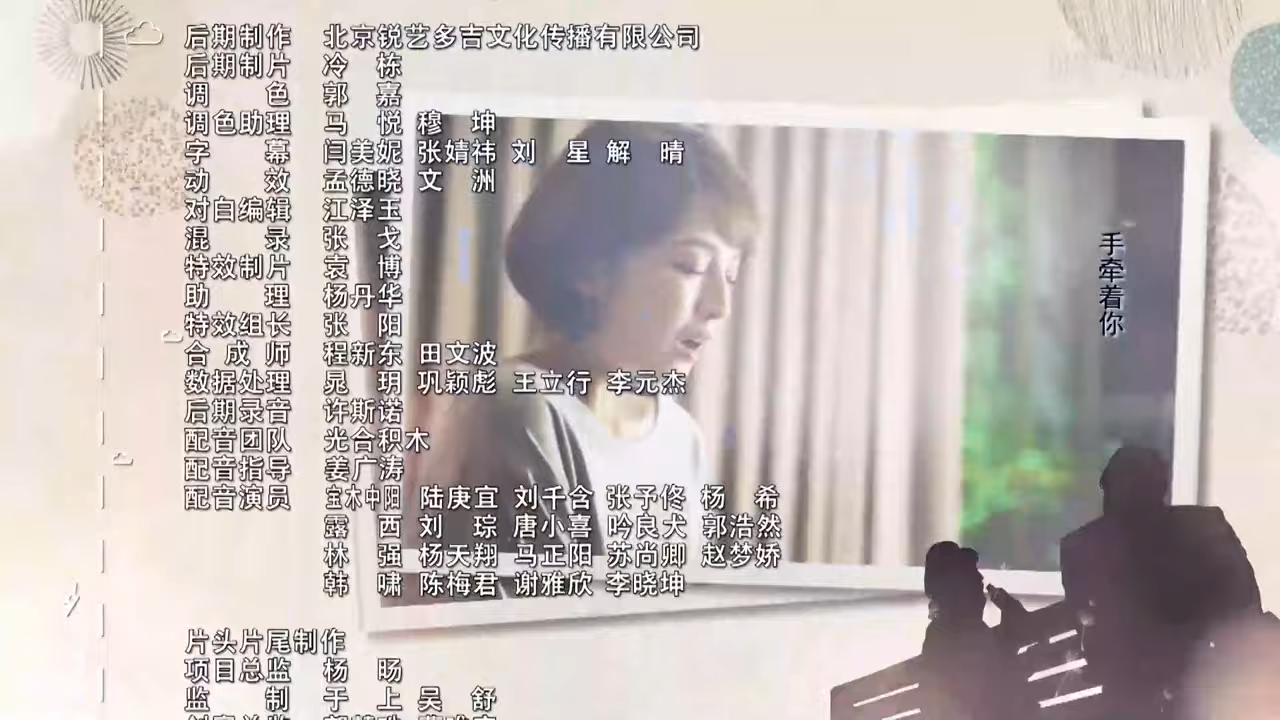 后期制作 北京锐艺多吉文化传播有限公司
后期制片 冷 栋
调 色 郭 嘉
调色助理 马 悦 穆 坤
字 幕 闫美妮 张婧祎 刘 星 解 晴
动 效 孟德晓 文 洲
对白编辑 江泽玉
混 录 张 戈
特效制片 袁 博
助 理 杨丹华
特效组长 张 阳
合 成 师 程新东 田文波
数据处理 晁 玥 巩颖彪 王立行 李元杰
后期录音 许斯诺
配音团队 光合积木
配音指导 姜广涛
配音演员 宝木中阳 陆庚宜 刘千含 张予佟 杨 希
露 西 刘 琮 唐小喜 吟良犬 郭浩然
林 强 杨天翔 马正阳 苏尚卿 赵梦娇
韩 啸 陈梅君 谢雅欣 李晓坤
片头片尾制作
项目总监 杨 旸
监 制 于 上 吴 舒
手牵着你